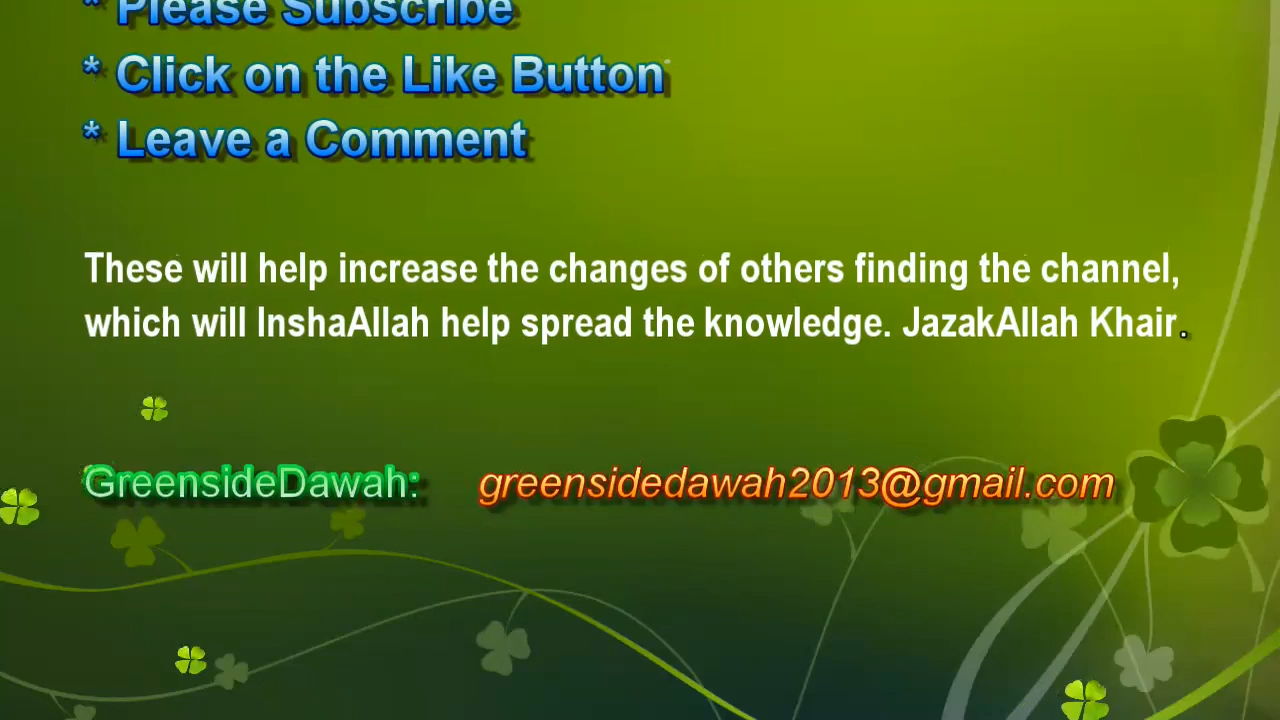 * Please Subscribe
* Click on the Like Button
* Leave a Comment
These will help increase the changes of others finding the channel,
which will InshaAllah help spread the knowledge. JazakAllah Khair.
GreensideDawah: greensidedawah2013@gmail.com